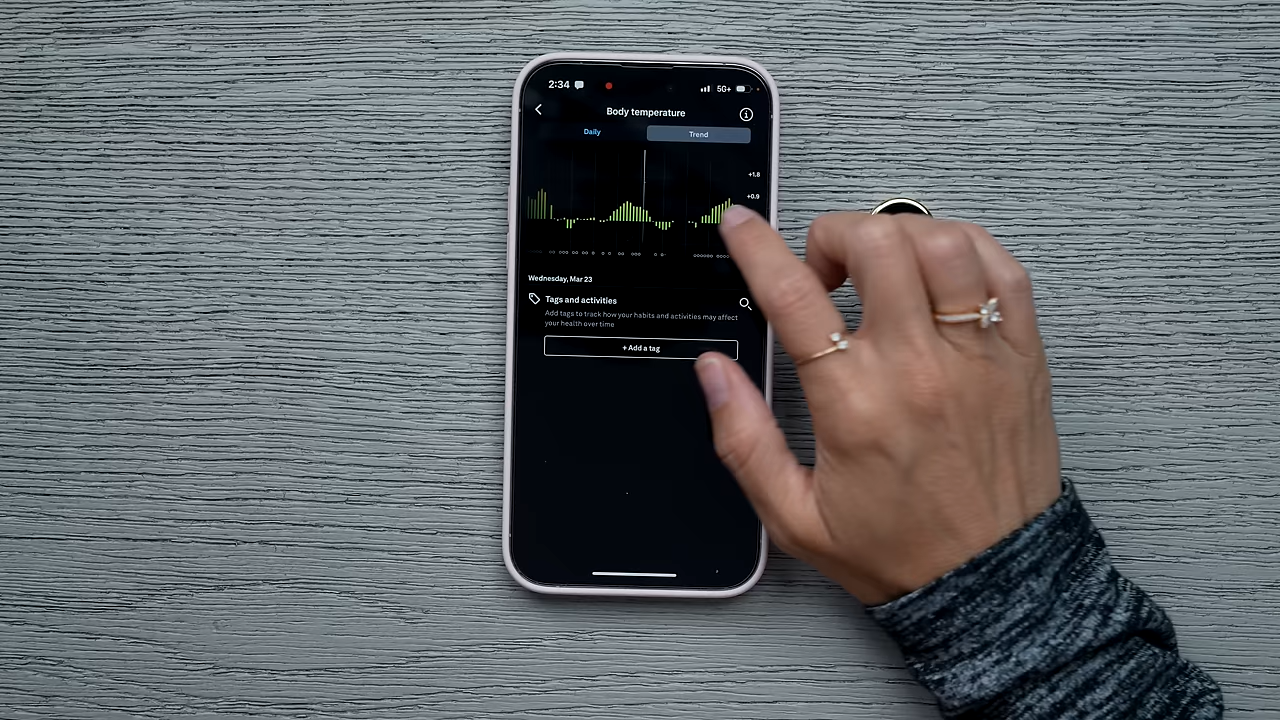 2:34
5G+
Body temperature
Daily
Trend
+1.8
+0.9
Wednesday, Mar 23
Tags and activities
Add tags to track how your habits and activities may affect
your health over time
+ Add a tag